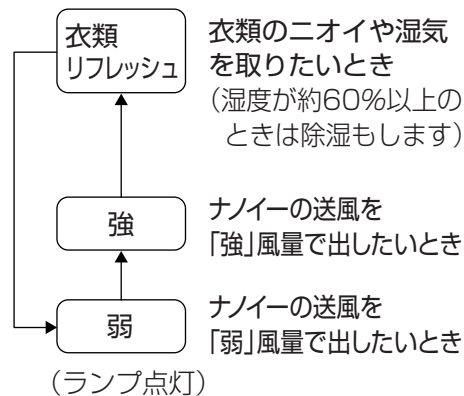 衣類
リフレッシュ
衣類のニオイや湿気
を取りたいとき
（湿度が約60%以上の
ときは除湿もします）
強
ナノイーの送風を
「強」風量で出したいとき
弱
ナノイーの送風を
「弱」風量で出したいとき
（ランプ点灯）